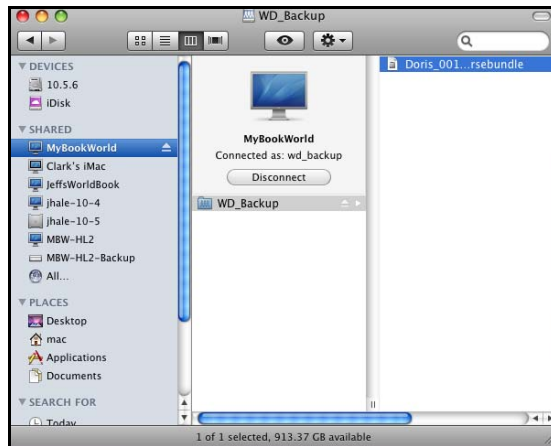 WD_Backup
DEVICES
10.5.6
iDisk
SHARED
MyBookWorld
Clark's iMac
JeffsWorldBook
jhale-10-4
jhale-10-5
MBW-HL2
MBW-HL2-Backup
All...
PLACES
Desktop
mac
Applications
Documents
SEARCH FOR
Today
MyBookWorld
Connected as: wd_backup
Disconnect
WD_Backup
Doris_001...rsebundle
1 of 1 selected, 913.37 GB available